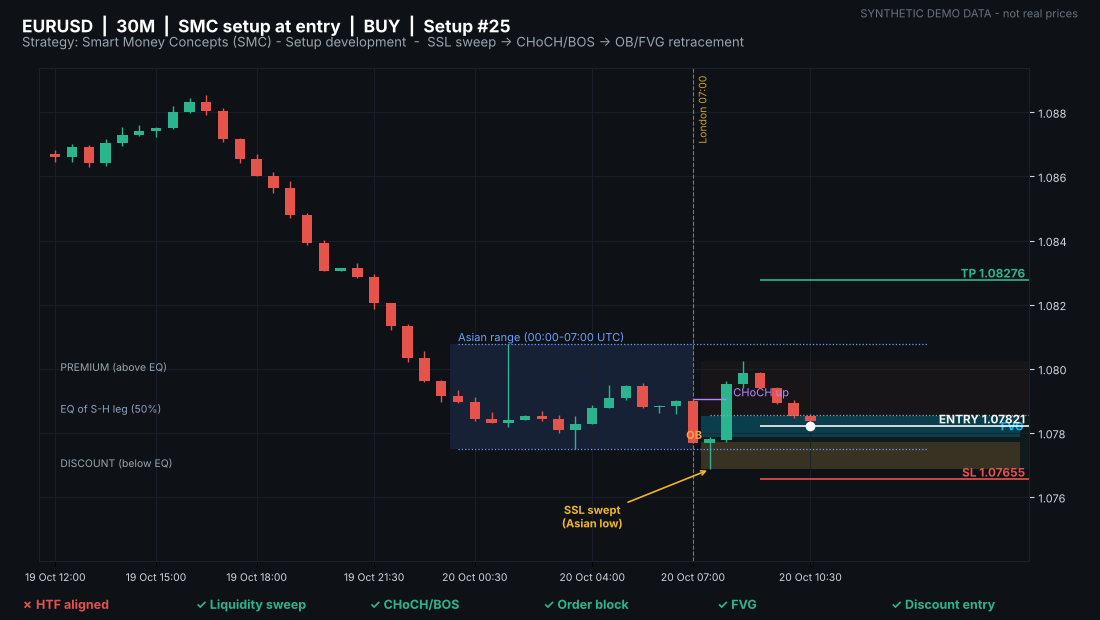 SYNTHETIC DEMO DATA - not real prices
EURUSD | 30M | SMC setup at entry | BUY | Setup #25
Strategy: Smart Money Concepts (SMC) - Setup development - SSL sweep → CHoCH/BOS → OB/FVG retracement
London 07:00
1.088
1.086
1.084
TP 1.08276
1.082
Asian range (00:00-07:00 UTC)
PREMIUM (above EQ)
1.080
CHoCH up
EQ of S-H leg (50%)
ENTRY 1.07821
FVG
OB
1.078
DISCOUNT (below EQ)
SL 1.07655
1.076
SSL swept
(Asian low)
19 Oct 12:00 19 Oct 15:00 19 Oct 18:00 19 Oct 21:30 20 Oct 00:30 20 Oct 04:00 20 Oct 07:00 20 Oct 10:30
× HTF aligned ✓ Liquidity sweep ✓ CHoCH/BOS ✓ Order block ✓ FVG ✓ Discount entry